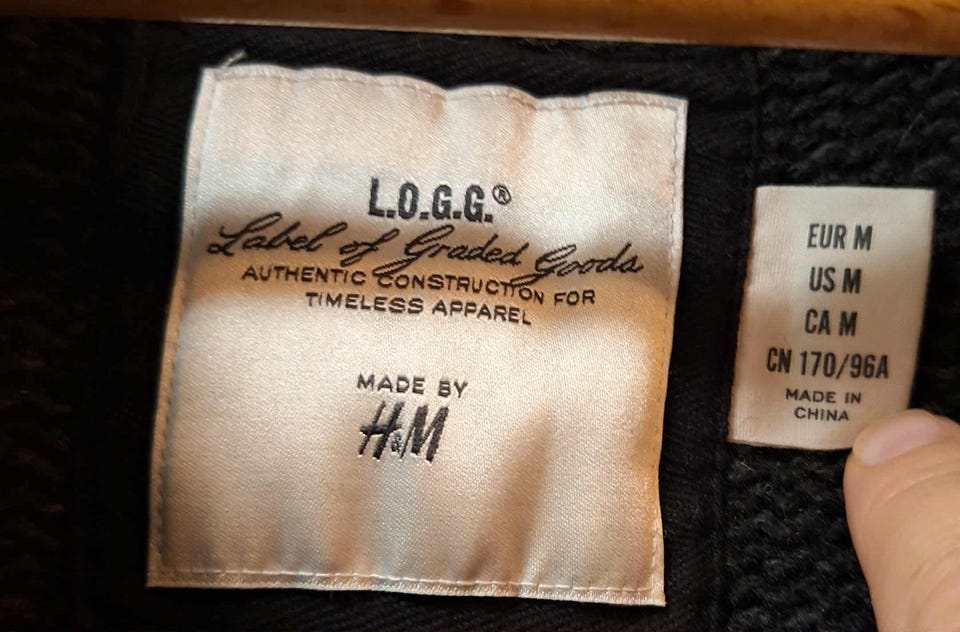 L.O.G.G.®
Label of Graded Goods
AUTHENTIC CONSTRUCTION FOR
TIMELESS APPAREL
MADE BY
H&M
EUR M
US M
CA M
CN 170/96A
MADE IN
CHINA